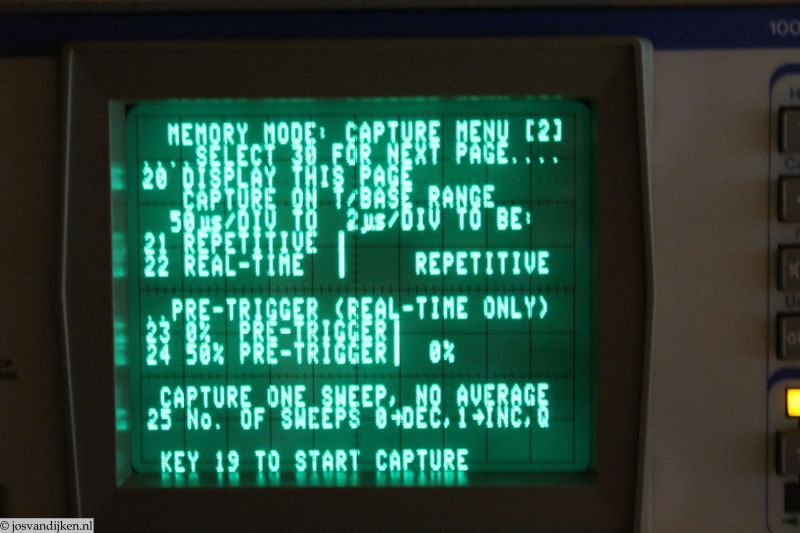 100
MEMORY MODE: CAPTURE MENU [2]
.... SELECT 30 FOR NEXT PAGE....
20 DISPLAY THIS PAGE
CAPTURE ON T/BASE RANGE
50µs/DIV TO 2µs/DIV TO BE:
21 REPETITIVE
22 REAL-TIME REPETITIVE
..PRE-TRIGGER (REAL-TIME ONLY)
23 0% PRE-TRIGGER
24 50% PRE-TRIGGER 0%
CAPTURE ONE SWEEP, NO AVERAGE
25 No. OF SWEEPS 0→DEC,1→INC,Q
KEY 19 TO START CAPTURE
© josvandijken.nl